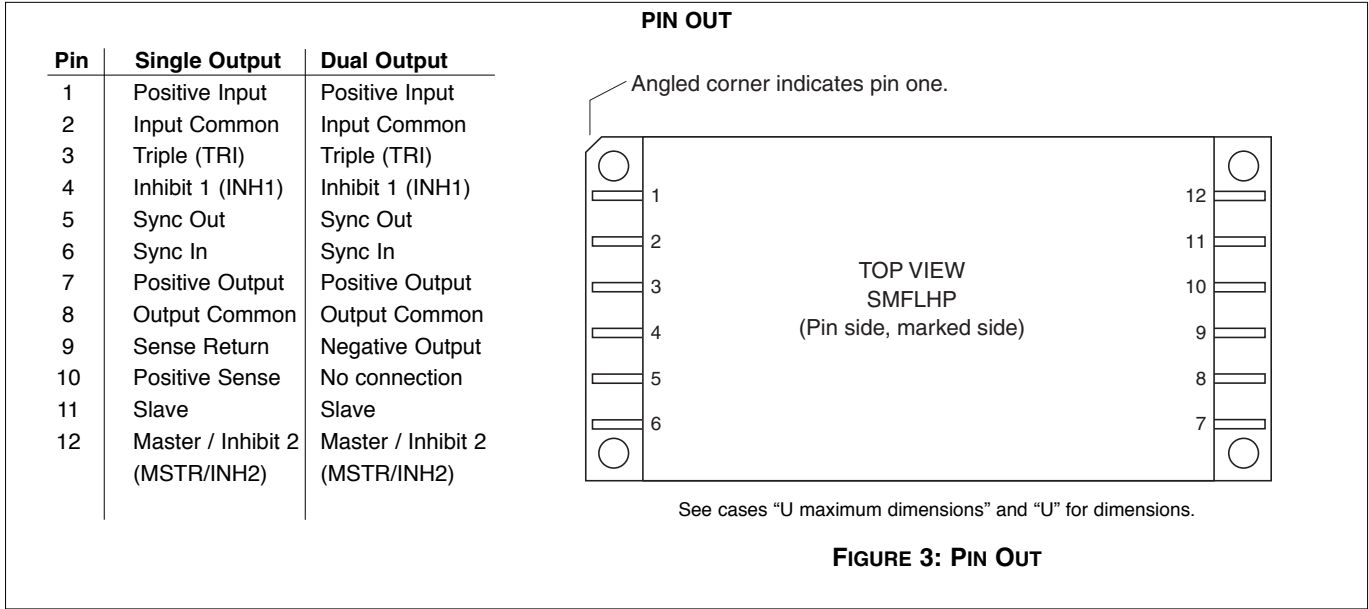 PIN OUT
Pin Single Output Dual Output
1 Positive Input Positive Input
2 Input Common Input Common
3 Triple (TRI) Triple (TRI)
4 Inhibit 1 (INH1) Inhibit 1 (INH1)
5 Sync Out Sync Out
6 Sync In Sync In
7 Positive Output Positive Output
8 Output Common Output Common
9 Sense Return Negative Output
10 Positive Sense No connection
11 Slave Slave
12 Master / Inhibit 2 Master / Inhibit 2
(MSTR/INH2) (MSTR/INH2)
Angled corner indicates pin one.
1 12
2 11
3 10
4 9
5 8
6 7
TOP VIEW
SMFLHP
(Pin side, marked side)
See cases “U maximum dimensions” and “U” for dimensions.
FIGURE 3: PIN OUT